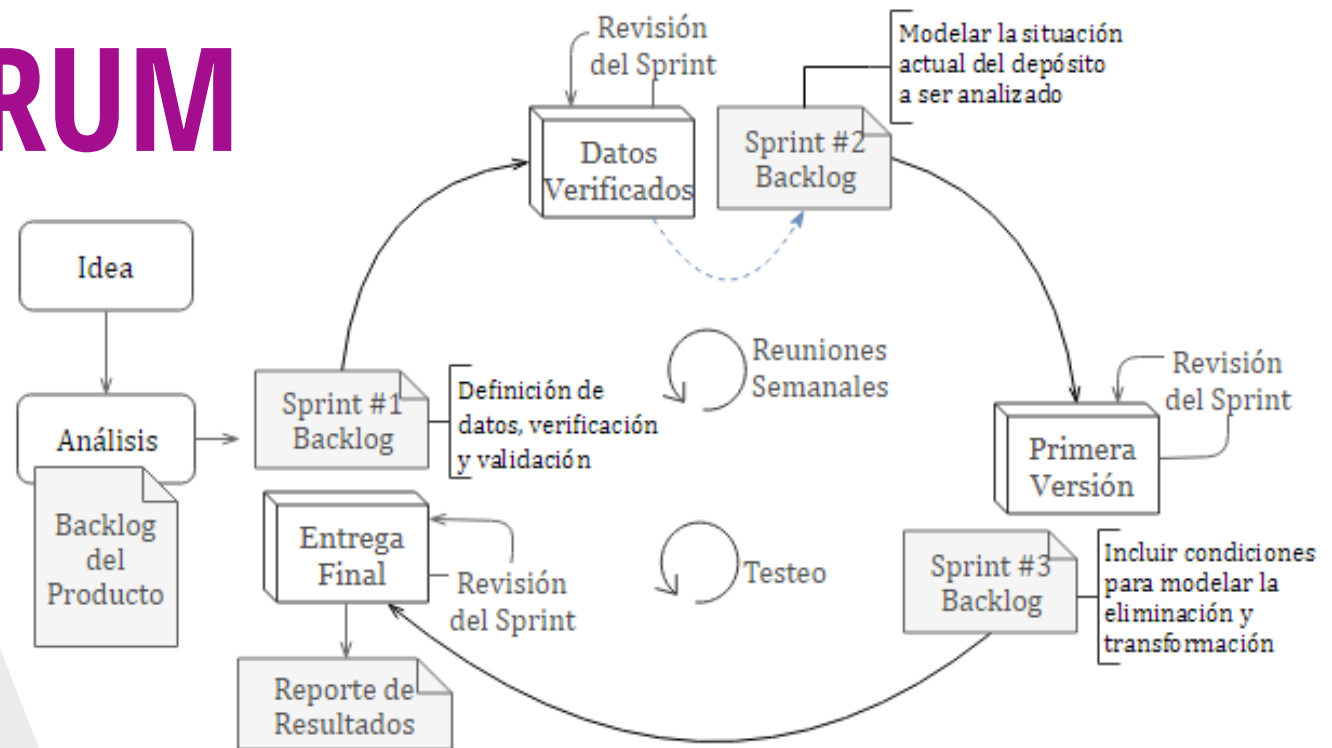 RUM
Idea
Análisis
Backlog
del
Producto
Sprint #1
Backlog
Definición de
datos, verificación
y validación
Revisión
del Sprint
Datos
Verificados
Sprint #2
Backlog
Modelar la situación
actual del depósito
a ser analizado
Reuniones
Semanales
Testeo
Revisión
del Sprint
Primera
Versión
Sprint #3
Backlog
Incluir condiciones
para modelar la
eliminación y
transformación
Entrega
Final
Revisión
del Sprint
Reporte de
Resultados